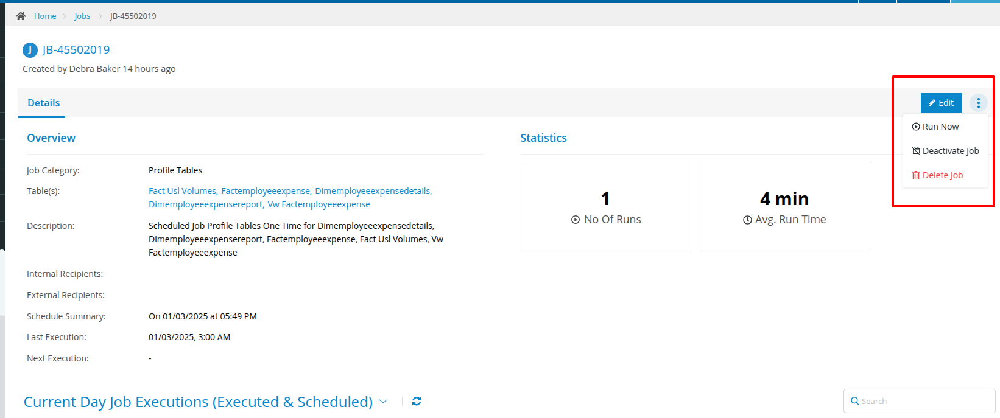 Home > Jobs > JB-45502019
J JB-45502019
Created by Debra Baker 14 hours ago
Details
Edit
Run Now
Deactivate Job
Delete Job
Overview
Job Category: Profile Tables
Table(s): Fact Usl Volumes, Factemployeeexpense, Dimemployeeexpensedetails,
Dimemployeeexpensereport, Vw Factemployeeexpense
Description: Scheduled Job Profile Tables One Time for Dimemployeeexpensedetails,
Dimemployeeexpensereport, Factemployeeexpense, Fact Usl Volumes, Vw
Factemployeeexpense
Internal Recipients:
External Recipients:
Schedule Summary: On 01/03/2025 at 05:49 PM
Last Execution: 01/03/2025, 3:00 AM
Next Execution: -
Statistics
1
No Of Runs
4 min
Avg. Run Time
Current Day Job Executions (Executed & Scheduled)
Search